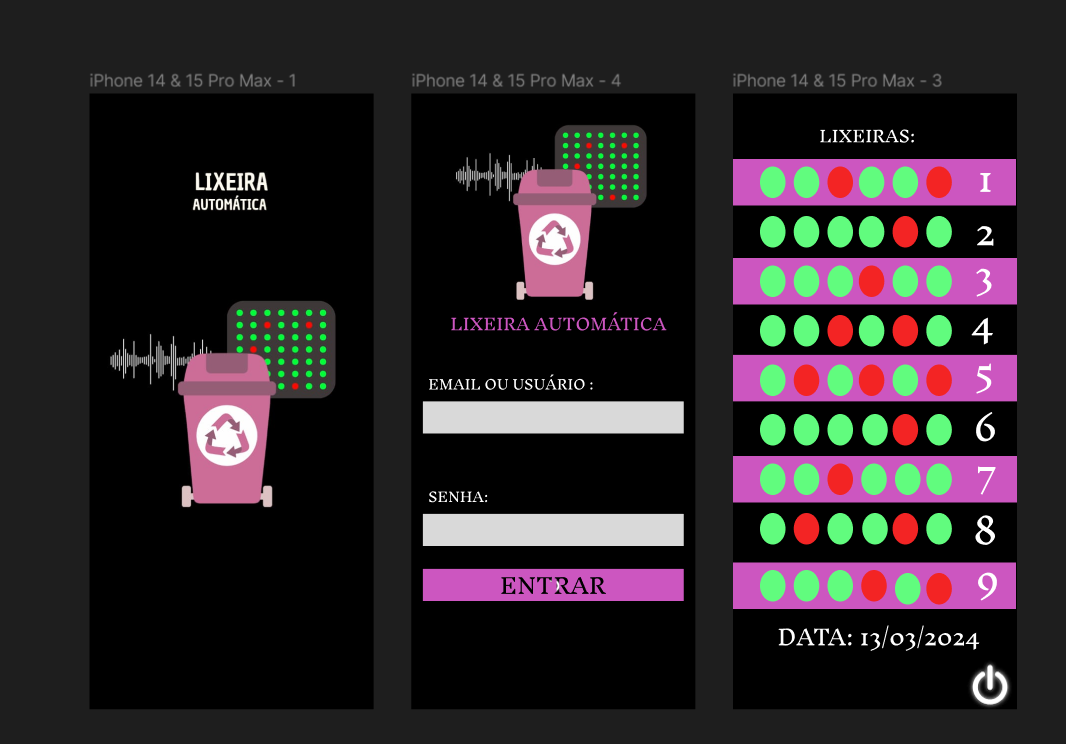 iPhone 14 & 15 Pro Max - 1
LIXEIRA
AUTOMÁTICA
iPhone 14 & 15 Pro Max - 4
LIXEIRA AUTOMÁTICA
EMAIL OU USUÁRIO :
SENHA:
ENTRAR
iPhone 14 & 15 Pro Max - 3
LIXEIRAS:
1
2
3
4
5
6
7
8
9
DATA: 13/03/2024